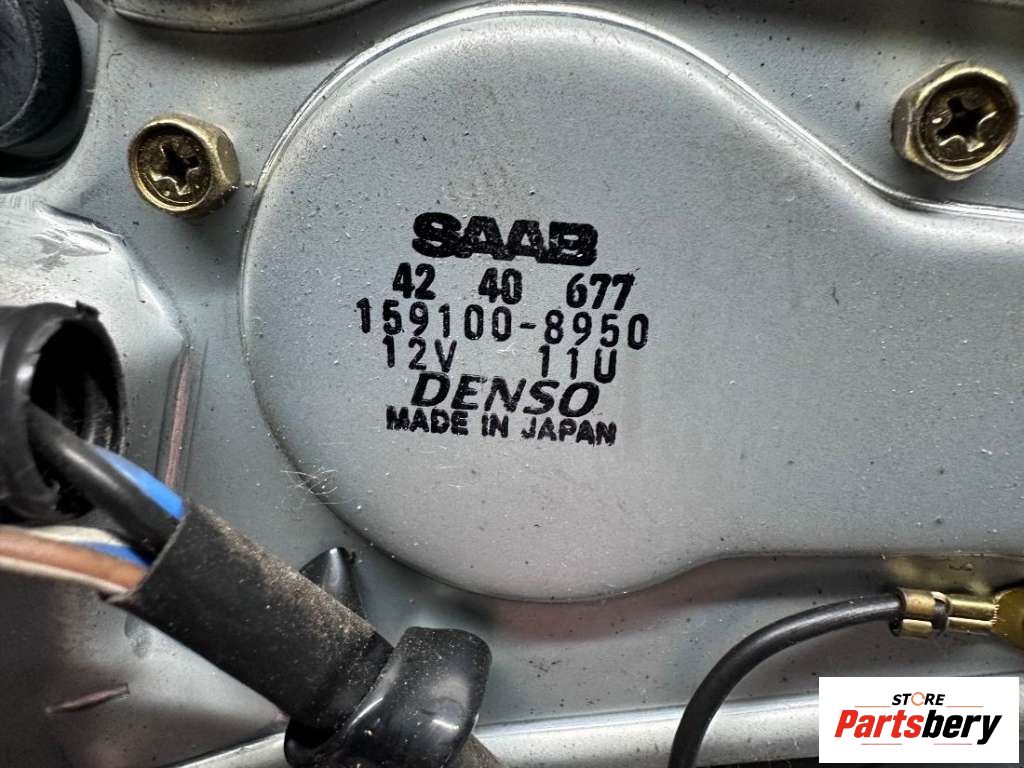 SAAB
42 40 677
159100-8950
12V 11U
DENSO
MADE IN JAPAN
STORE
Partsbery